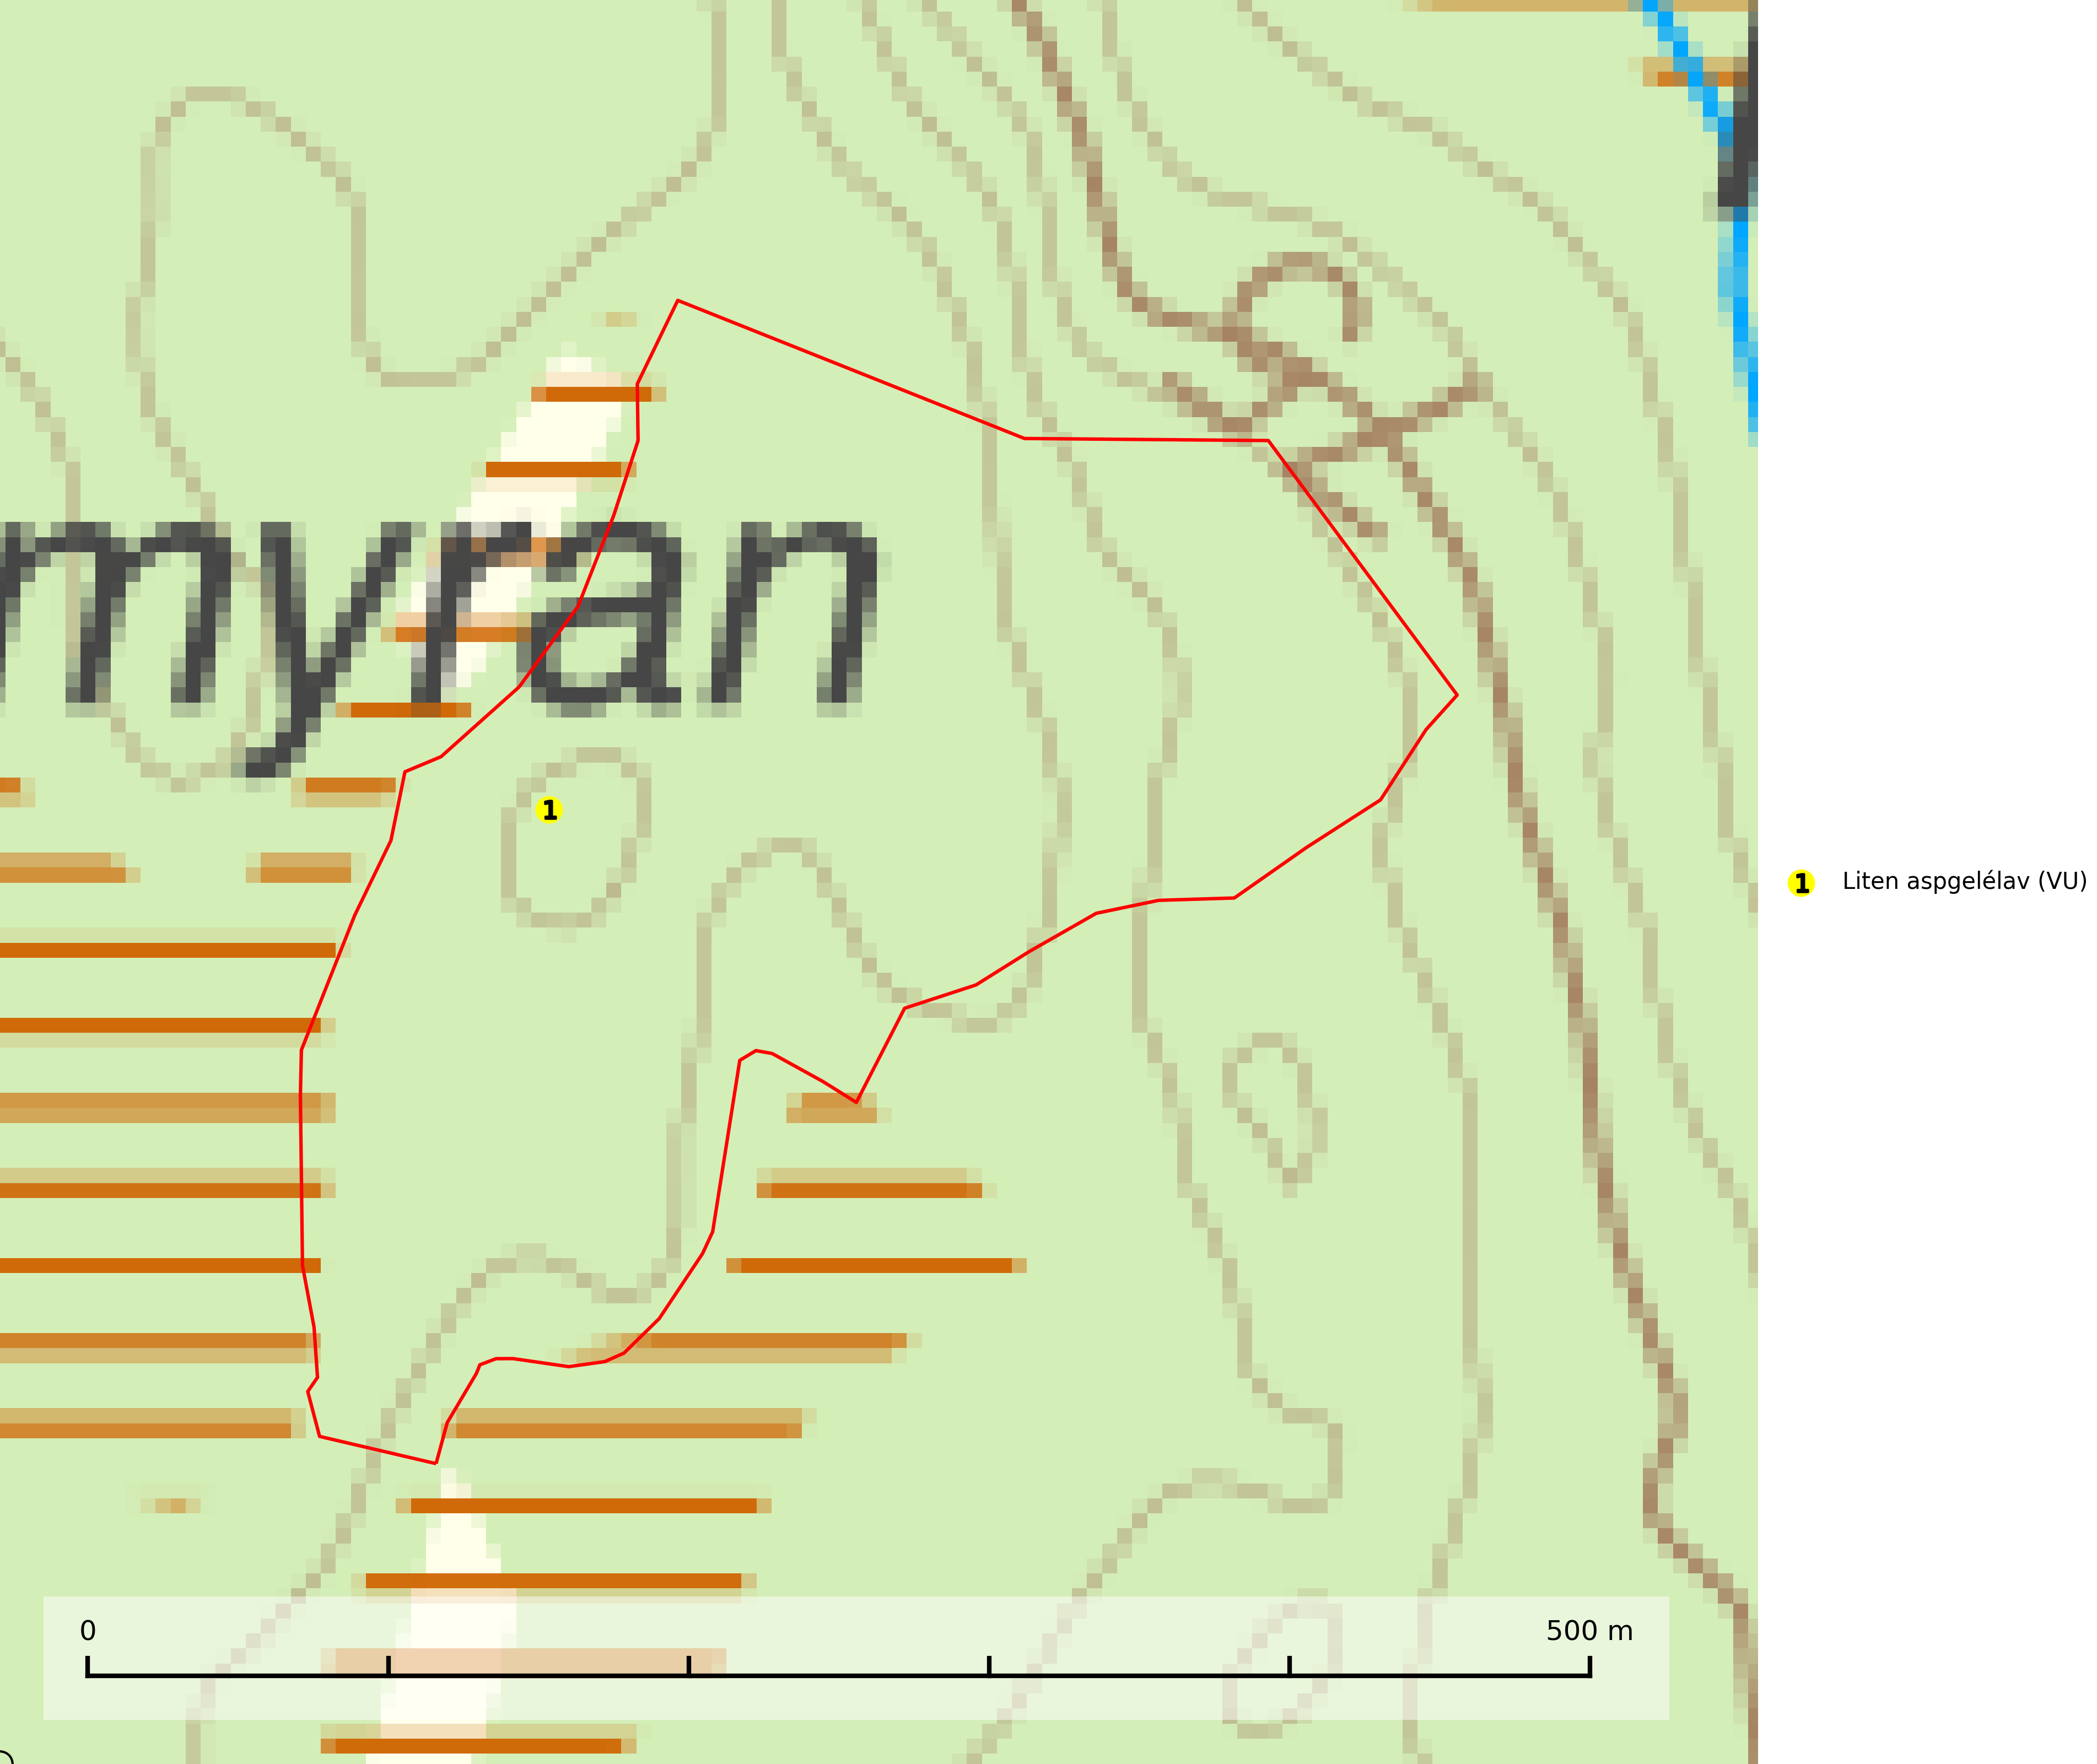 myran
1
1 Liten aspgelélav (VU)
0 500 m